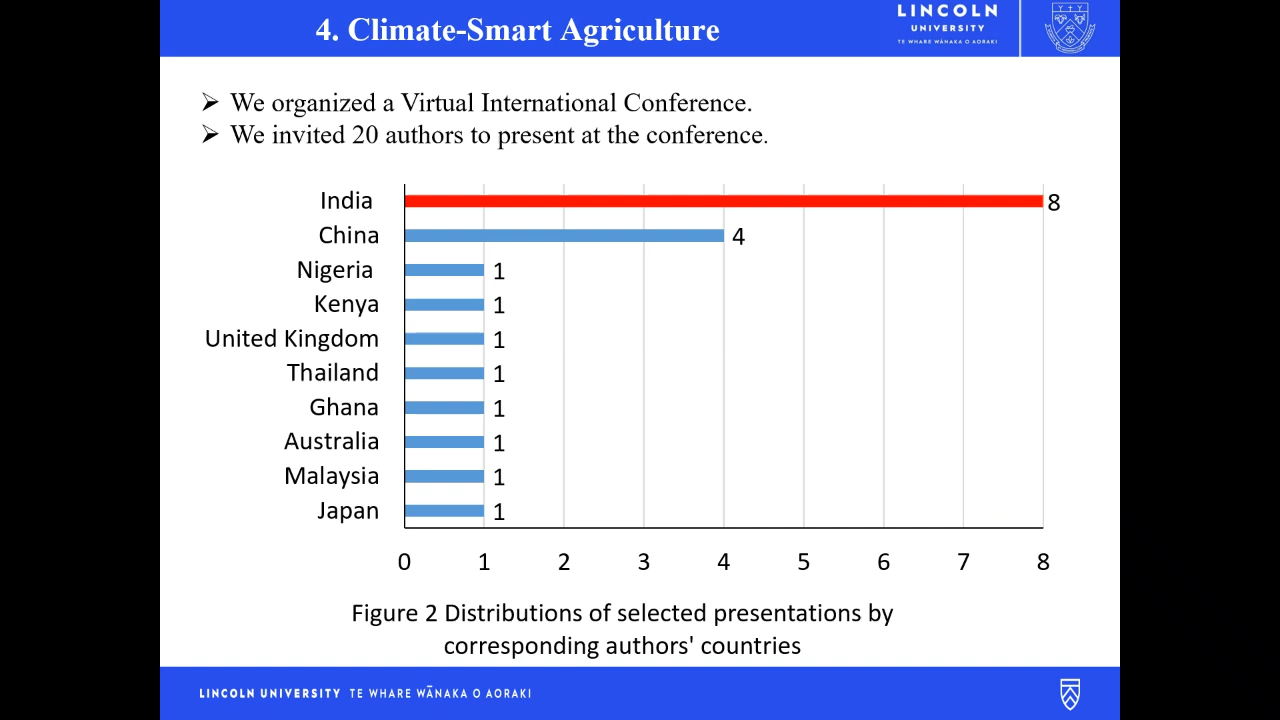 4. Climate-Smart Agriculture
LINCOLN
UNIVERSITY
TE WHARE WĀNAKA O AORAKI
➢ We organized a Virtual International Conference.
➢ We invited 20 authors to present at the conference.
India 8
China 4
Nigeria 1
Kenya 1
United Kingdom 1
Thailand 1
Ghana 1
Australia 1
Malaysia 1
Japan 1
0 1 2 3 4 5 6 7 8
Figure 2 Distributions of selected presentations by
corresponding authors' countries
LINCOLN UNIVERSITY TE WHARE WĀNAKA O AORAKI